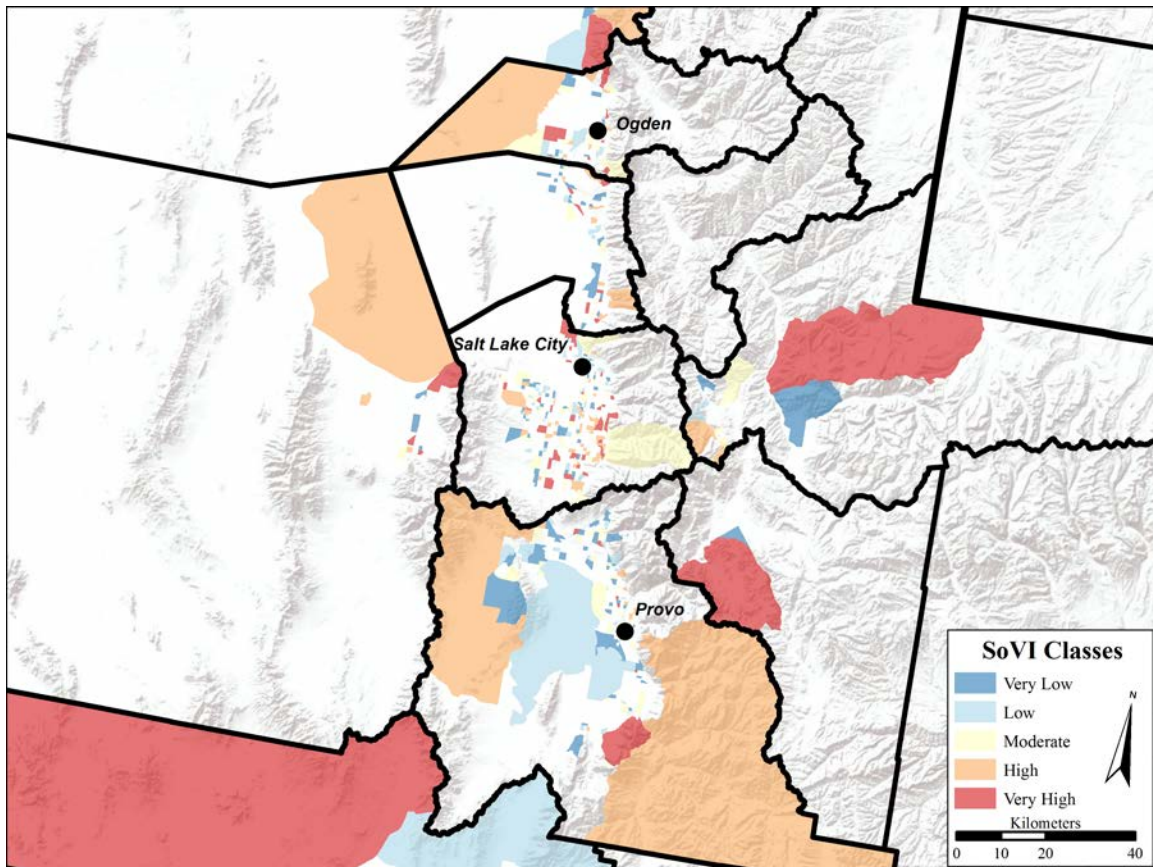 Ogden
Salt Lake City
Provo
SoVI Classes
Very Low
Low
Moderate
High
Very High
N
Kilometers
0 10 20 40